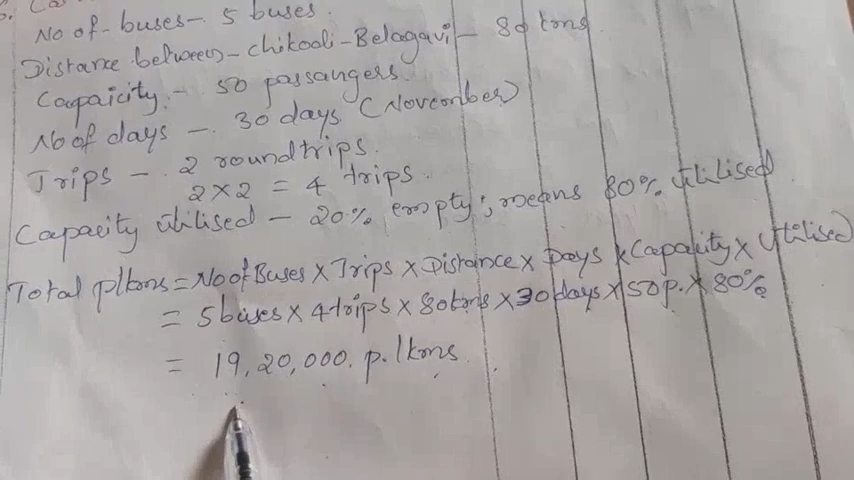 No of - buses - 5 buses.
Distance between - Chikodi - Belagavi - 80 kms
Capaicity - 50 passangers.
No of days - 30 days (November)
Trips - 2 roundtrips.
2 × 2 = 4 trips.
Capacity utilised - 20% empty; means 80% utilised
Total p/kms = No of Buses × Trips × Distance × Days × Capality × Utilised
= 5 buses × 4 trips × 80 kms × 30 days × 50 p. × 80%
= 19,20,000. p./kms